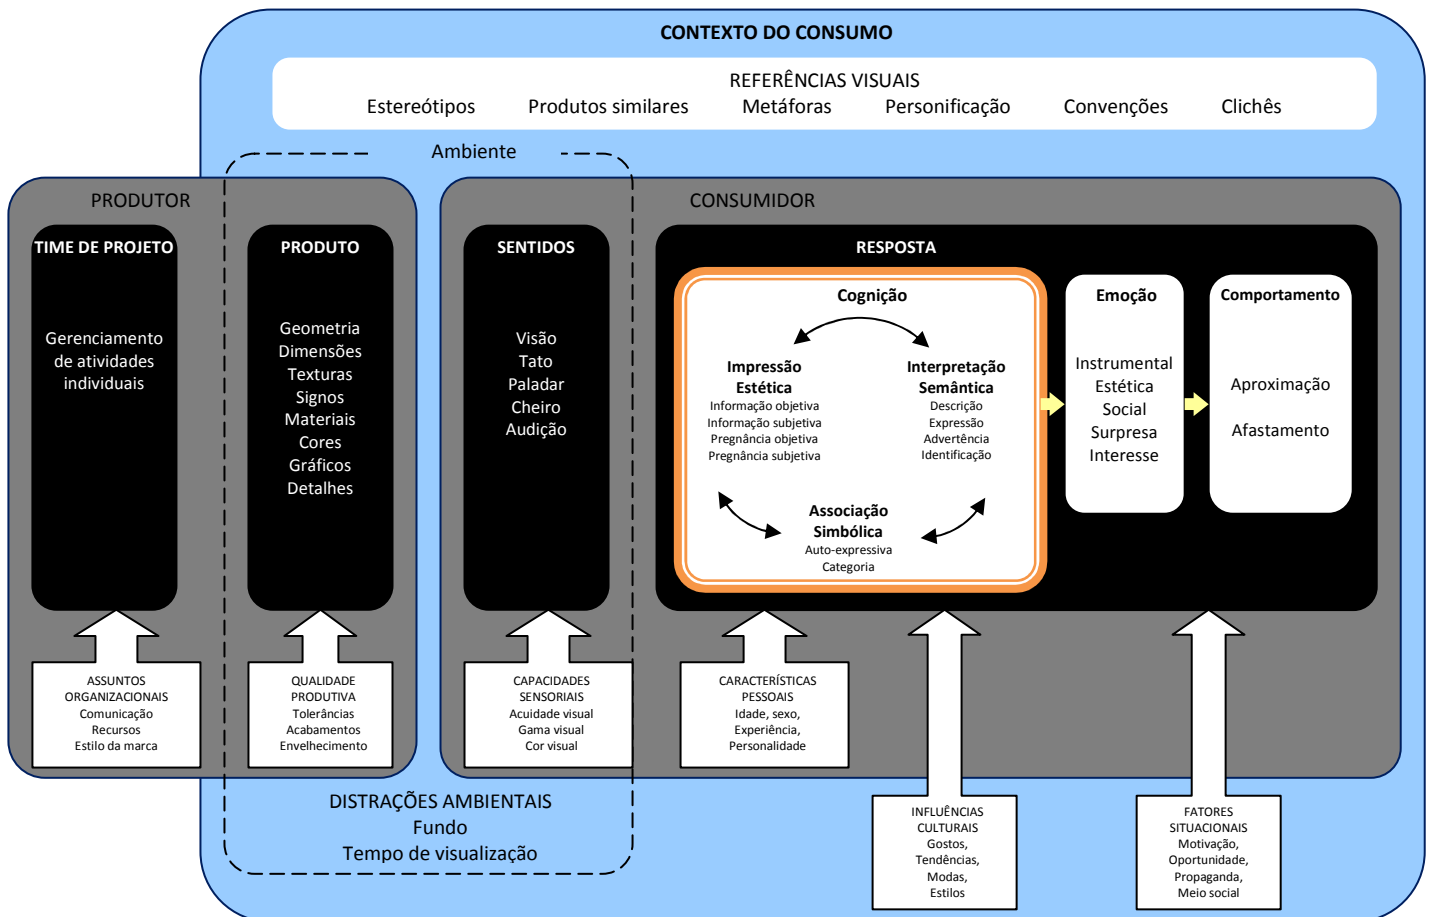 CONTEXTO DO CONSUMO
REFERÊNCIAS VISUAIS
Estereótipos Produtos similares Metáforas Personificação Convenções Clichês
Ambiente
PRODUTOR
TIME DE PROJETO
Gerenciamento
de atividades
individuais
PRODUTO
Geometria
Dimensões
Texturas
Signos
Materiais
Cores
Gráficos
Detalhes
CONSUMIDOR
SENTIDOS
Visão
Tato
Paladar
Cheiro
Audição
RESPOSTA
Cognição
Impressão
Estética
Informação objetiva
Informação subjetiva
Pregnância objetiva
Pregnância subjetiva
Interpretação
Semântica
Descrição
Expressão
Advertência
Identificação
Associação
Simbólica
Auto-expressiva
Categoria
Emoção
Instrumental
Estética
Social
Surpresa
Interesse
Comportamento
Aproximação
Afastamento
ASSUNTOS
ORGANIZACIONAIS
Comunicação
Recursos
Estilo da marca
QUALIDADE
PRODUTIVA
Tolerâncias
Acabamentos
Envelhecimento
CAPACIDADES
SENSORIAIS
Acuidade visual
Gama visual
Cor visual
CARACTERÍSTICAS
PESSOAIS
Idade, sexo,
Experiência,
Personalidade
DISTRAÇÕES AMBIENTAIS
Fundo
Tempo de visualização
INFLUÊNCIAS
CULTURAIS
Gostos,
Tendências,
Modas,
Estilos
FATORES
SITUACIONAIS
Motivação,
Oportunidade,
Propaganda,
Meio social